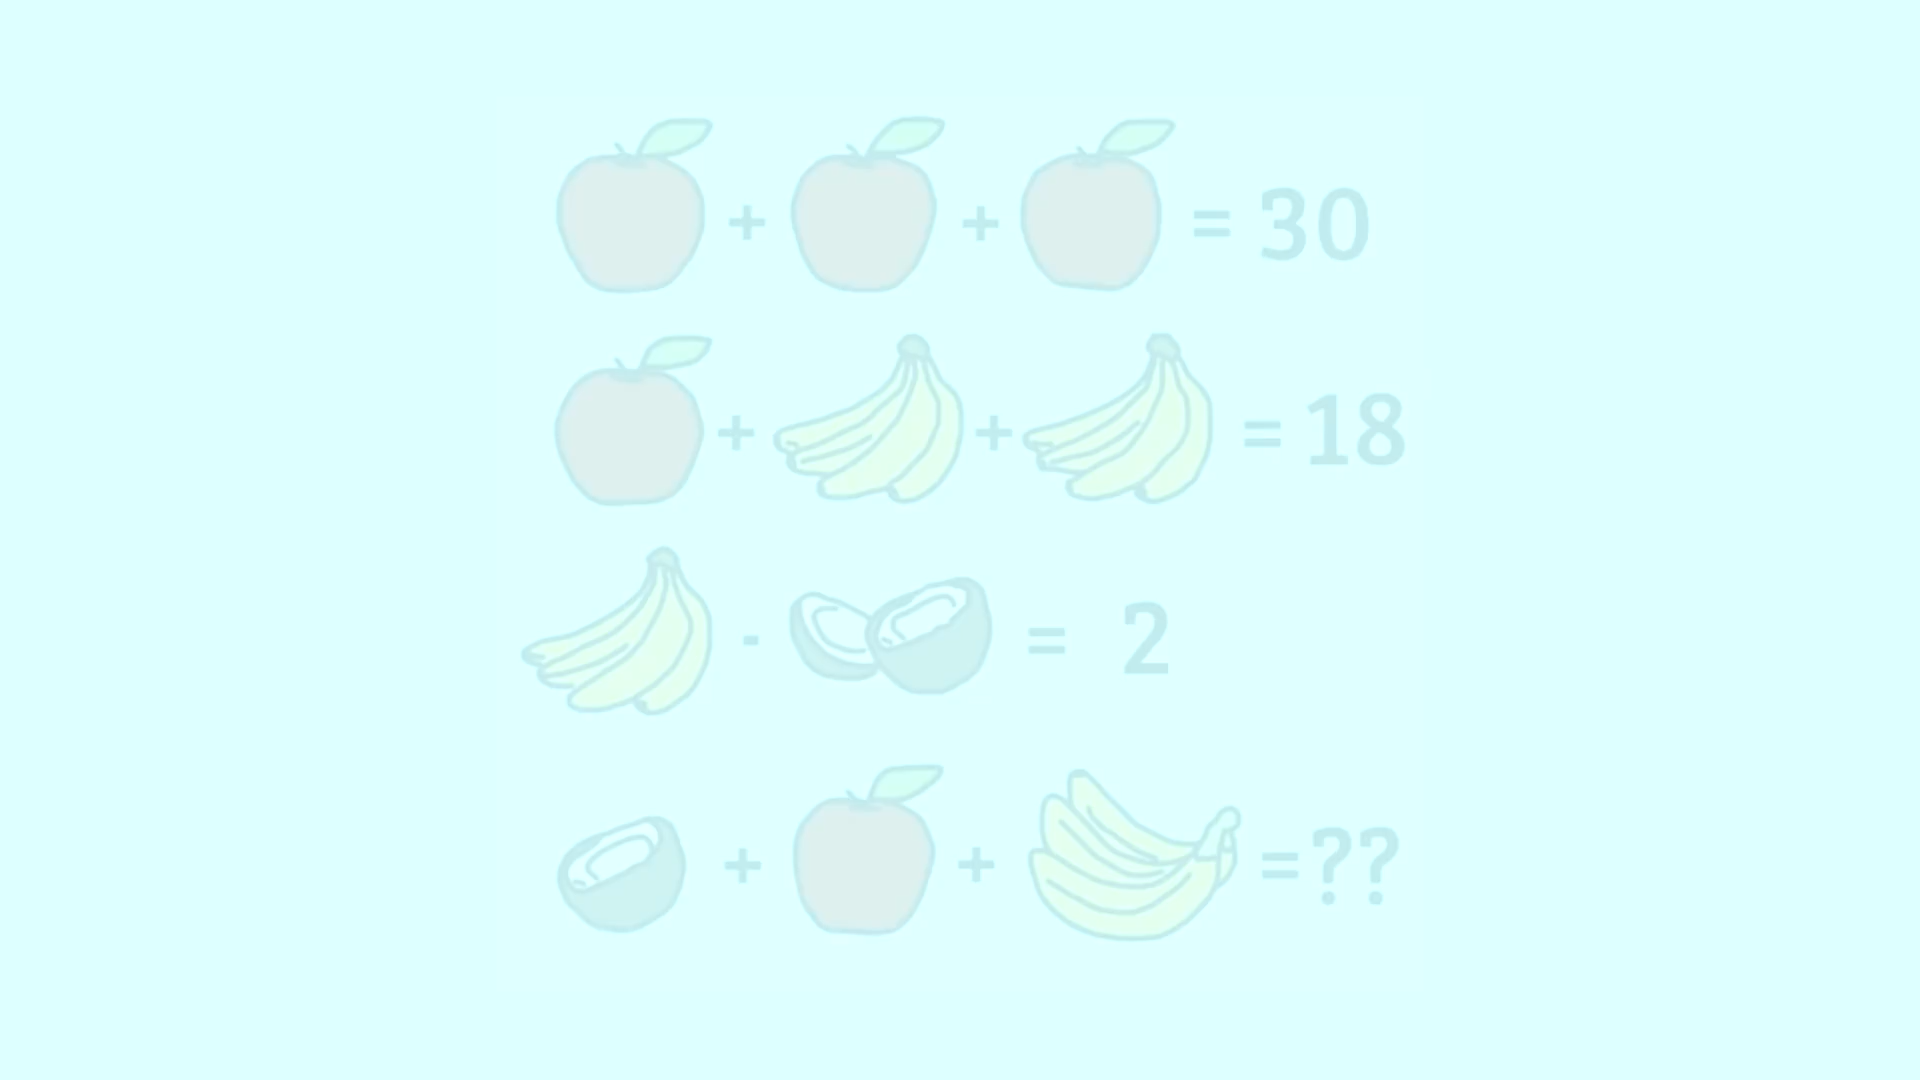 + + = 30
+ + = 18
- = 2
+ + = ??